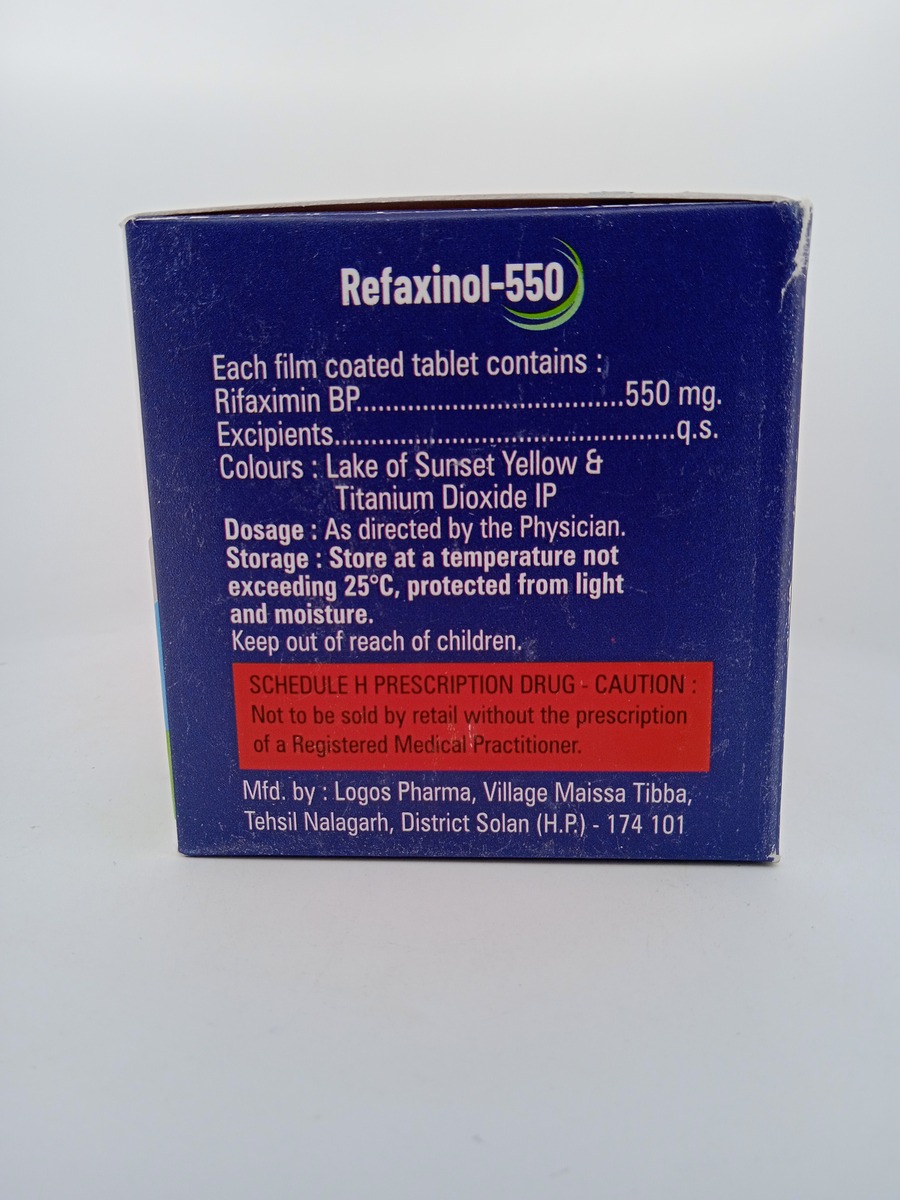 Refaxinol-550
Each film coated tablet contains :
Rifaximin BP....................................550 mg.
Excipients..............................................q.s.
Colours : Lake of Sunset Yellow &
Titanium Dioxide IP
Dosage : As directed by the Physician.
Storage : Store at a temperature not
exceeding 25°C, protected from light
and moisture.
Keep out of reach of children.
SCHEDULE H PRESCRIPTION DRUG - CAUTION :
Not to be sold by retail without the prescription
of a Registered Medical Practitioner.
Mfd. by : Logos Pharma, Village Maissa Tibba,
Tehsil Nalagarh, District Solan (H.P.) - 174 101